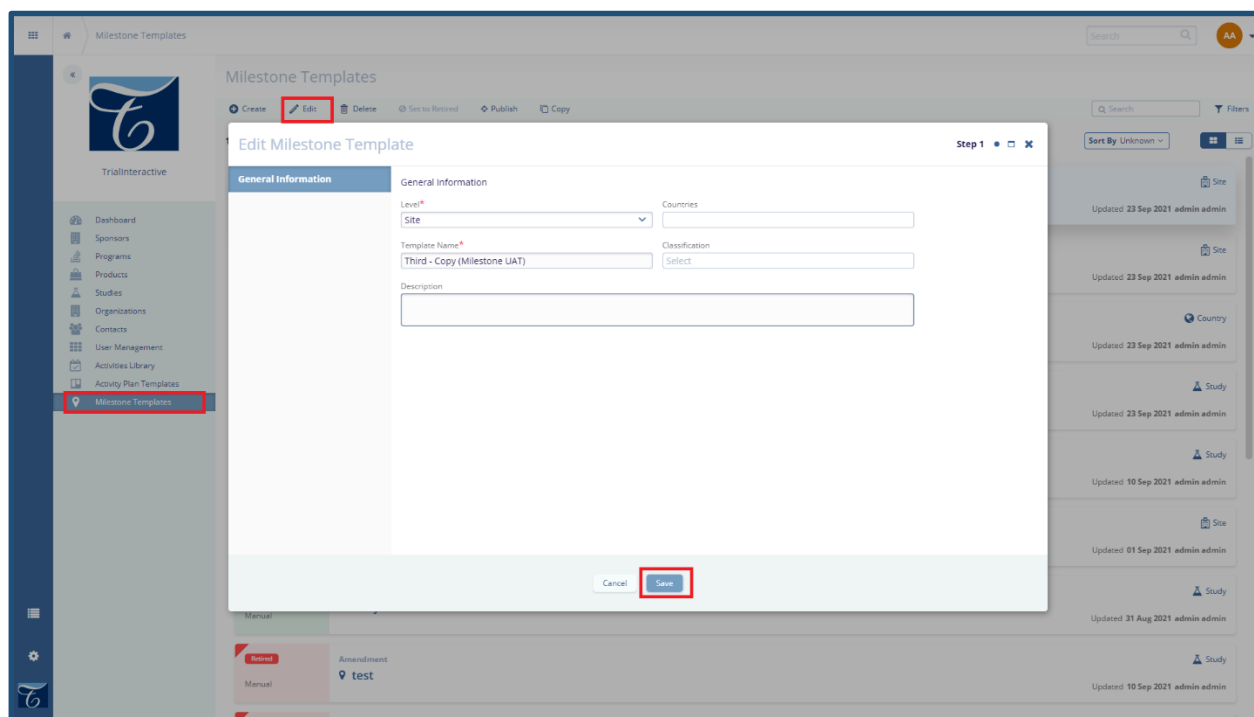 Milestone Templates
Search
AA
TrialInteractive
Dashboard
Sponsors
Programs
Products
Studies
Organizations
Contacts
User Management
Activities Library
Activity Plan Templates
Milestone Templates
Milestone Templates
Create Edit Delete Set to Retired Publish Copy
Search Filters
Sort By Unknown
Edit Milestone Template
Step 1
General Information
General Information
Level*
Site
Countries
Template Name*
Third - Copy (Milestone UAT)
Classification
Select
Description
Cancel Save
Site
Updated 23 Sep 2021 admin admin
Site
Updated 23 Sep 2021 admin admin
Country
Updated 23 Sep 2021 admin admin
Study
Updated 23 Sep 2021 admin admin
Study
Updated 10 Sep 2021 admin admin
Site
Updated 01 Sep 2021 admin admin
Study
Manual
Updated 31 Aug 2021 admin admin
Retired
Amendment
Study
test
Manual
Updated 10 Sep 2021 admin admin